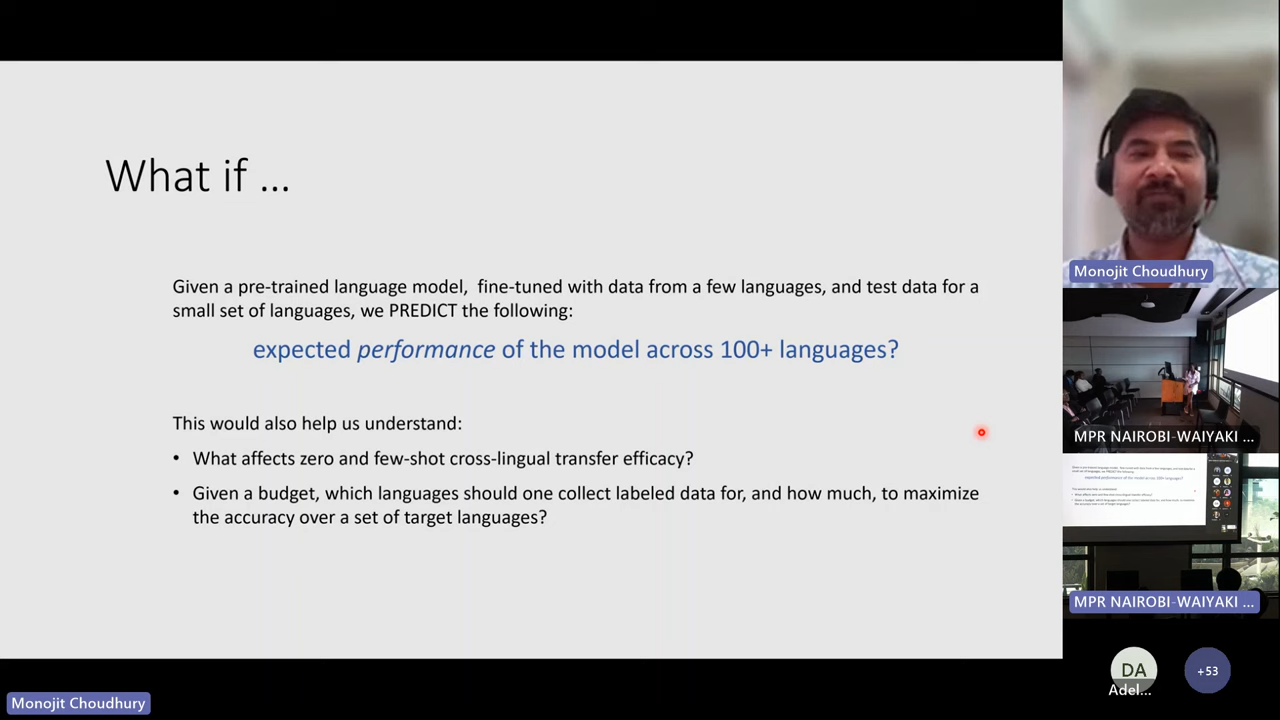 What if ...
Given a pre-trained language model, fine-tuned with data from a few languages, and test data for a
small set of languages, we PREDICT the following:
expected performance of the model across 100+ languages?
This would also help us understand:
• What affects zero and few-shot cross-lingual transfer efficacy?
• Given a budget, which languages should one collect labeled data for, and how much, to maximize
the accuracy over a set of target languages?
Monojit Choudhury
MPR NAIROBI-WAIYAKI ...
MPR NAIROBI-WAIYAKI ...
DA
Adel...
+53
Monojit Choudhury